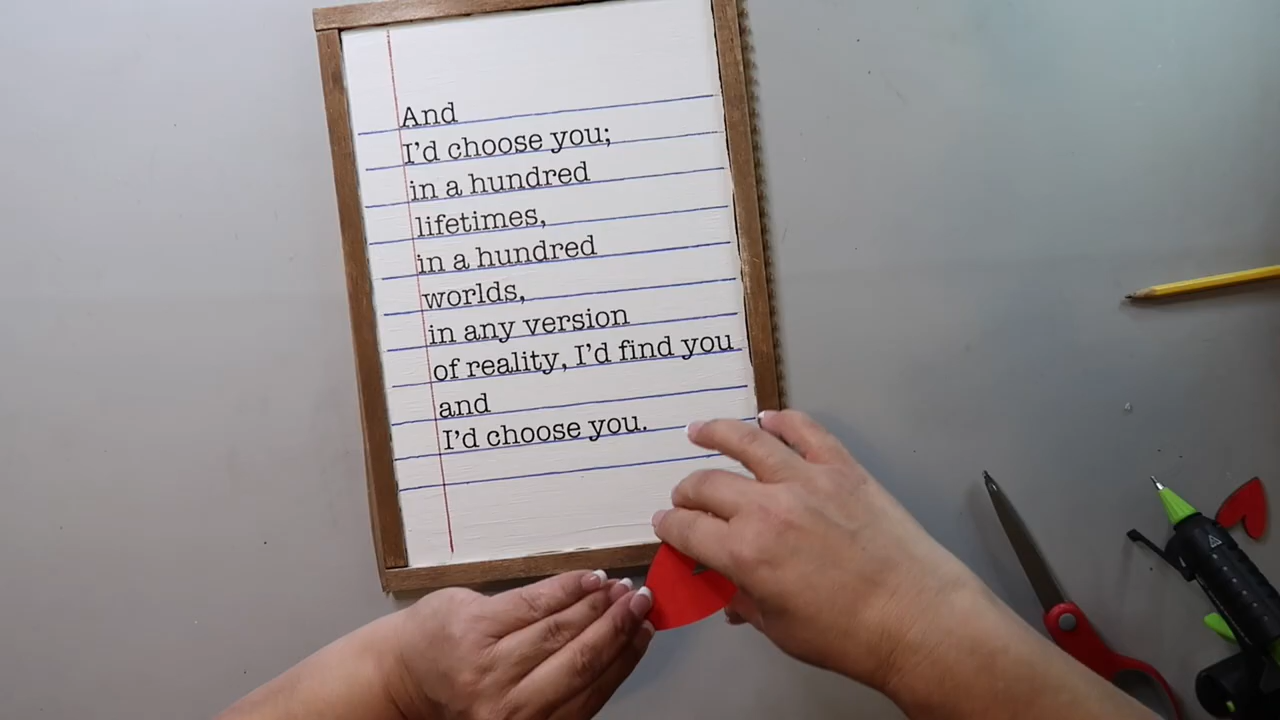 And
I'd choose you;
in a hundred
lifetimes,
in a hundred
worlds,
in any version
of reality, I'd find you
and
I'd choose you.